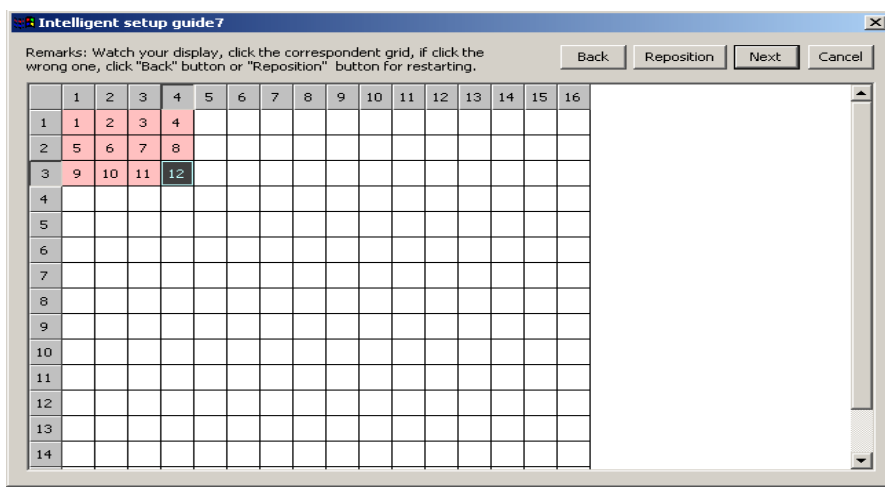 Intelligent setup guide7
Remarks: Watch your display, click the correspondent grid, if click the
wrong one, click "Back" button or "Reposition" button for restarting.
Back Reposition Next Cancel
1 2 3 4 5 6 7 8 9 10 11 12 13 14 15 16
1 1 2 3 4
2 5 6 7 8
3 9 10 11 12
4
5
6
7
8
9
10
11
12
13
14